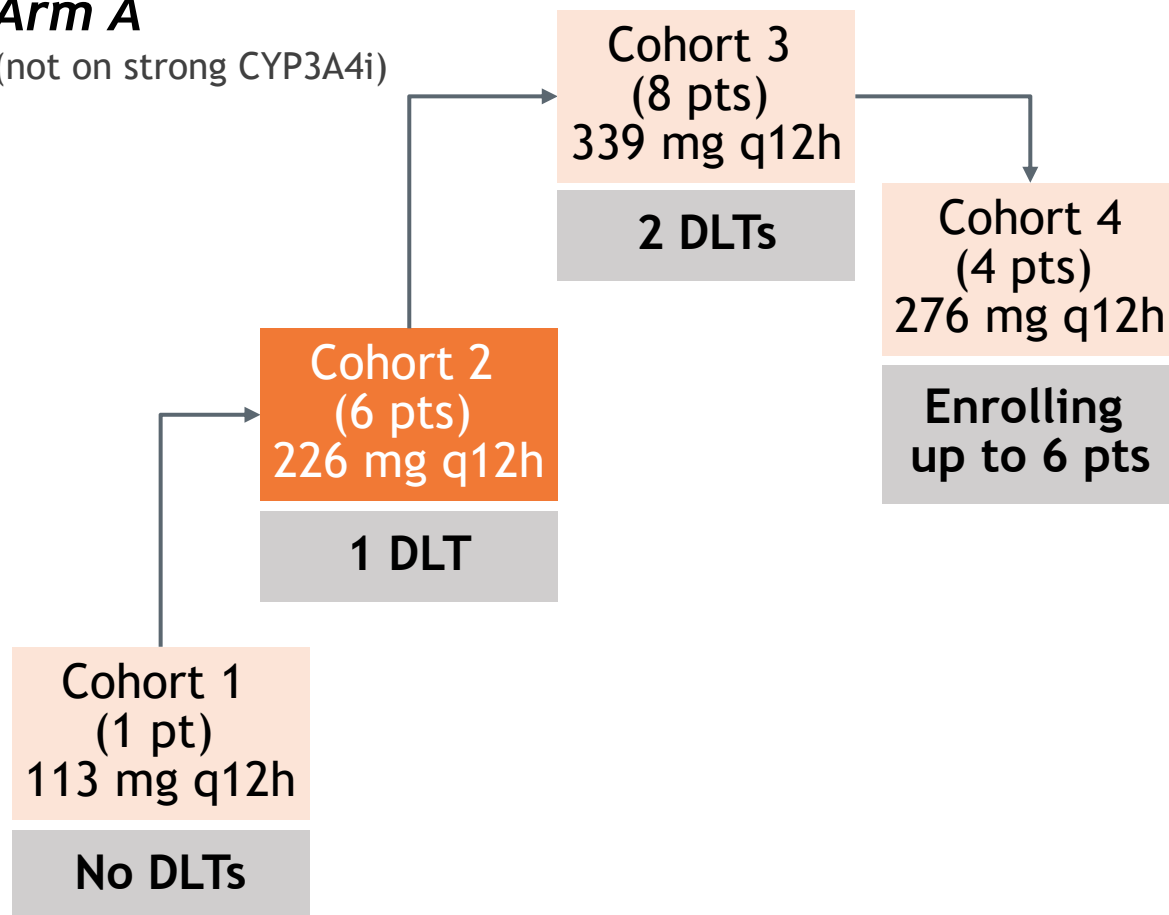 Arm A
(not on strong CYP3A4i)
Cohort 3
(8 pts)
339 mg q12h
2 DLTs
Cohort 4
(4 pts)
276 mg q12h
Enrolling
up to 6 pts
Cohort 2
(6 pts)
226 mg q12h
1 DLT
Cohort 1
(1 pt)
113 mg q12h
No DLTs